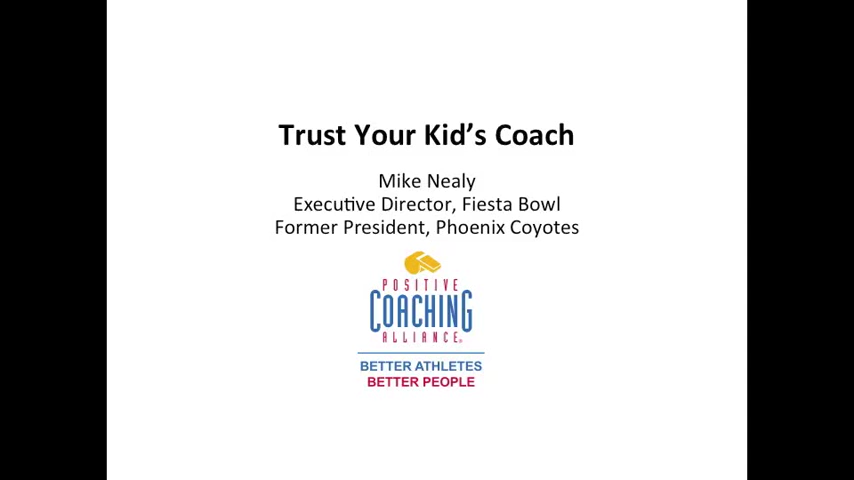 Trust Your Kid's Coach
Mike Nealy
Executive Director, Fiesta Bowl
Former President, Phoenix Coyotes
POSITIVE
COACHING
ALLIANCE®
BETTER ATHLETES
BETTER PEOPLE